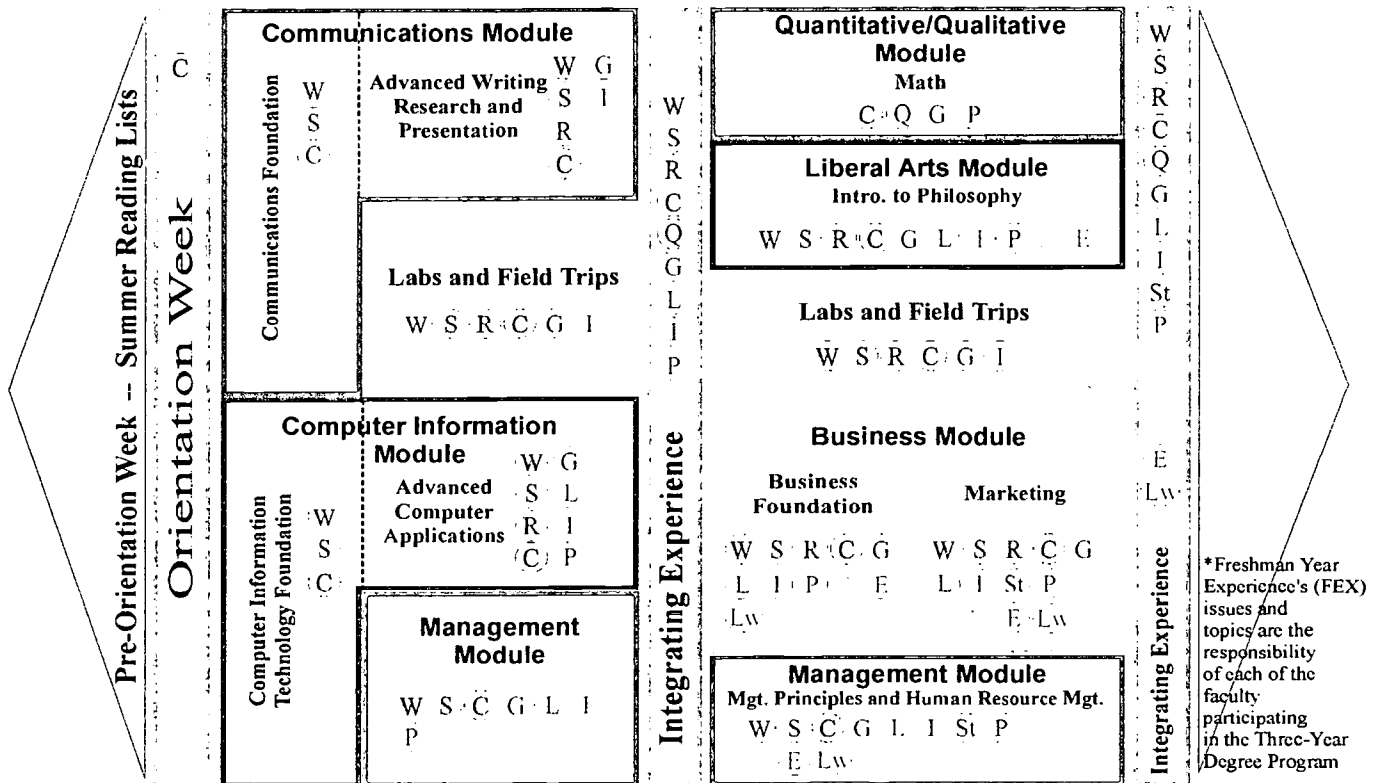 Pre-Orientation Week -- Summer Reading Lists
Orientation Week
C
Communications Module
Communications Foundation
W
S
C
Advanced Writing
Research and
Presentation
W G
S I
R
C
Labs and Field Trips
W S R C G I
Computer Information
Module
Computer Information
Technology Foundation
W
S
C
Advanced
Computer
Applications
W G
S L
R I
C P
Management
Module
W S C G L I
P
W
S
R
C
Q
G
L
I
P
Integrating Experience
Quantitative/Qualitative
Module
Math
C Q G P
Liberal Arts Module
Intro. to Philosophy
W S R C G L I P E
Labs and Field Trips
W S R C G I
Business Module
Business
Foundation
W S R C G
L I P E
Lw
Marketing
W S R C G
L I St P
E Lw
Management Module
Mgt. Principles and Human Resource Mgt.
W S C G L I St P
E Lw
W
S
R
C
Q
G
L
I
St
P
E
Lw
Integrating Experience
*Freshman Year
Experience's (FEX)
issues and
topics are the
responsibility
of each of the
faculty
participating
in the Three-Year
Degree Program